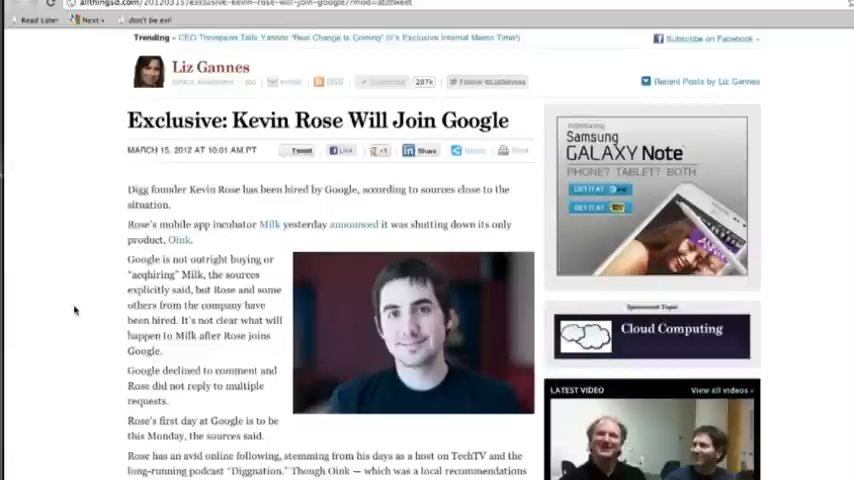 allthingsd.com/20120315/exclusive-kevin-rose-will-join-google/?mod=atdtweet
Read Later Next don't be evil
Trending CEO Thompson Tells Yahoos "Real Change Is Coming" (It's Exclusive Internal Memo Time!)
Subscribe on Facebook
Liz Gannes
287k
Follow @LizGannes
Recent Posts by Liz Gannes
Exclusive: Kevin Rose Will Join Google
MARCH 15, 2012 AT 10:01 AM PT
Tweet Like +1 Share Share Print
Digg founder Kevin Rose has been hired by Google, according to sources close to the
situation.
Rose's mobile app incubator Milk yesterday announced it was shutting down its only
product, Oink.
Google is not outright buying or
"acqhiring" Milk, the sources
explicitly said, but Rose and some
others from the company have
been hired. It's not clear what will
happen to Milk after Rose joins
Google.
Google declined to comment and
Rose did not reply to multiple
requests.
Rose's first day at Google is to be
this Monday, the sources said.
Rose has an avid online following, stemming from his days as a host on TechTV and the
long-running podcast "Diggnation." Though Oink — which was a local recommendations
Introducing
Samsung
GALAXY Note
PHONE? TABLET? BOTH.
GET IT AT
GET IT AT
Sponsored Topic
Cloud Computing
LATEST VIDEO
View all videos »